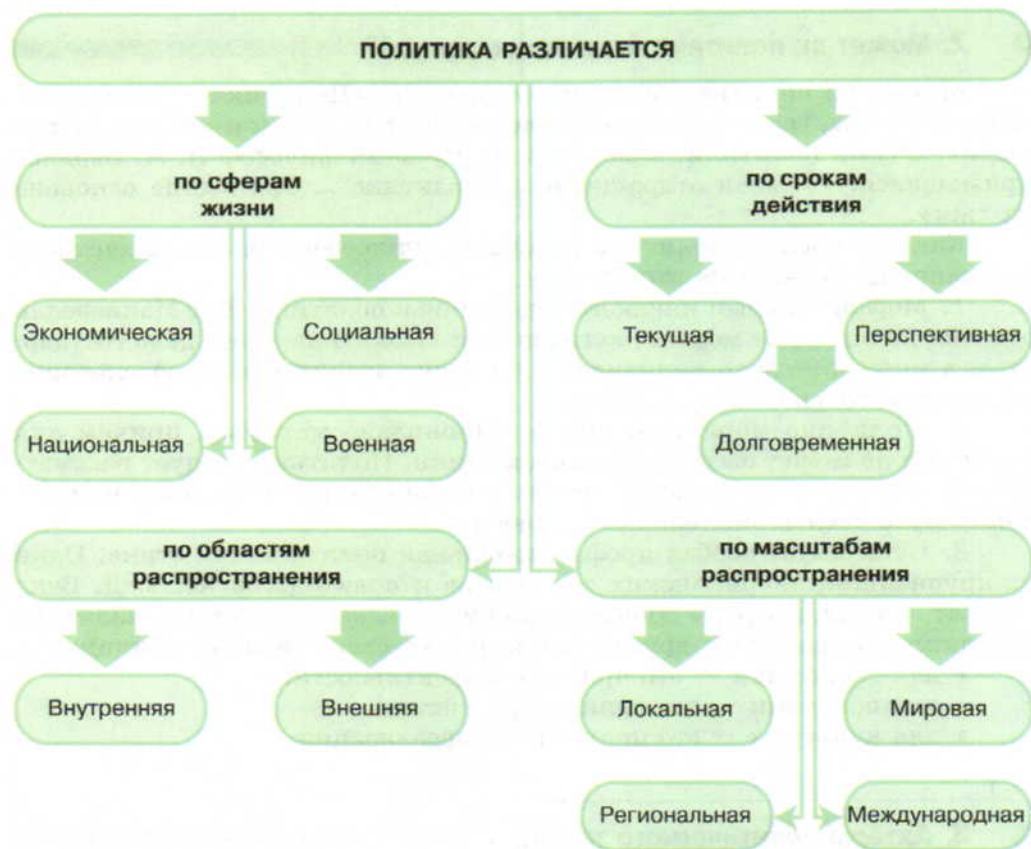 ПОЛИТИКА РАЗЛИЧАЕТСЯ
по сферам
жизни
по срокам
действия
Экономическая
Социальная
Текущая
Перспективная
Национальная
Военная
Долговременная
по областям
распространения
по масштабам
распространения
Внутренняя
Внешняя
Локальная
Мировая
Региональная
Международная